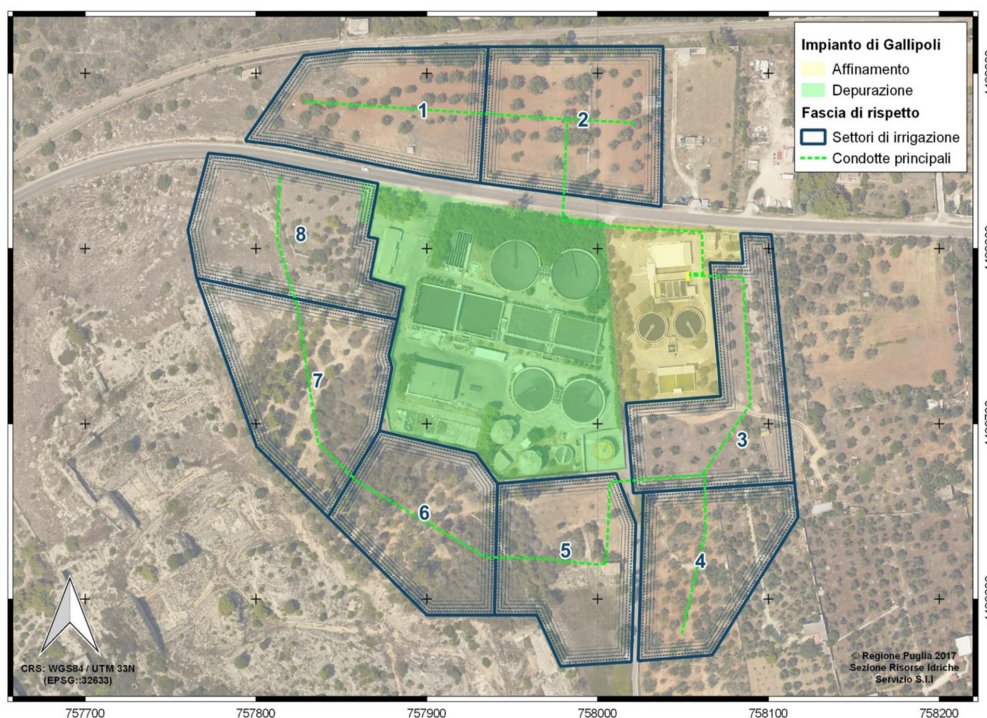 Impianto di Gallipoli
Affinamento
Depurazione
Fascia di rispetto
Settori di irrigazione
Condotte principali
1
2
8
7
3
6
5
4
CRS: WGS84 / UTM 33N
(EPSG::32633)
© Regione Puglia 2017
Sezione Risorse Idriche
Servizio S.I.I
757700
757800
757900
758000
758100
758200